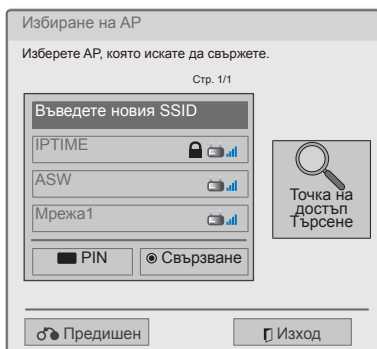 Избиране на AP
Изберете AP, която искате да свържете.
Стр. 1/1
Въведете новия SSID
IPTIME
ASW
Мрежа1
PIN
Свързване
Точка на
достъп
Търсене
Предишен
Изход